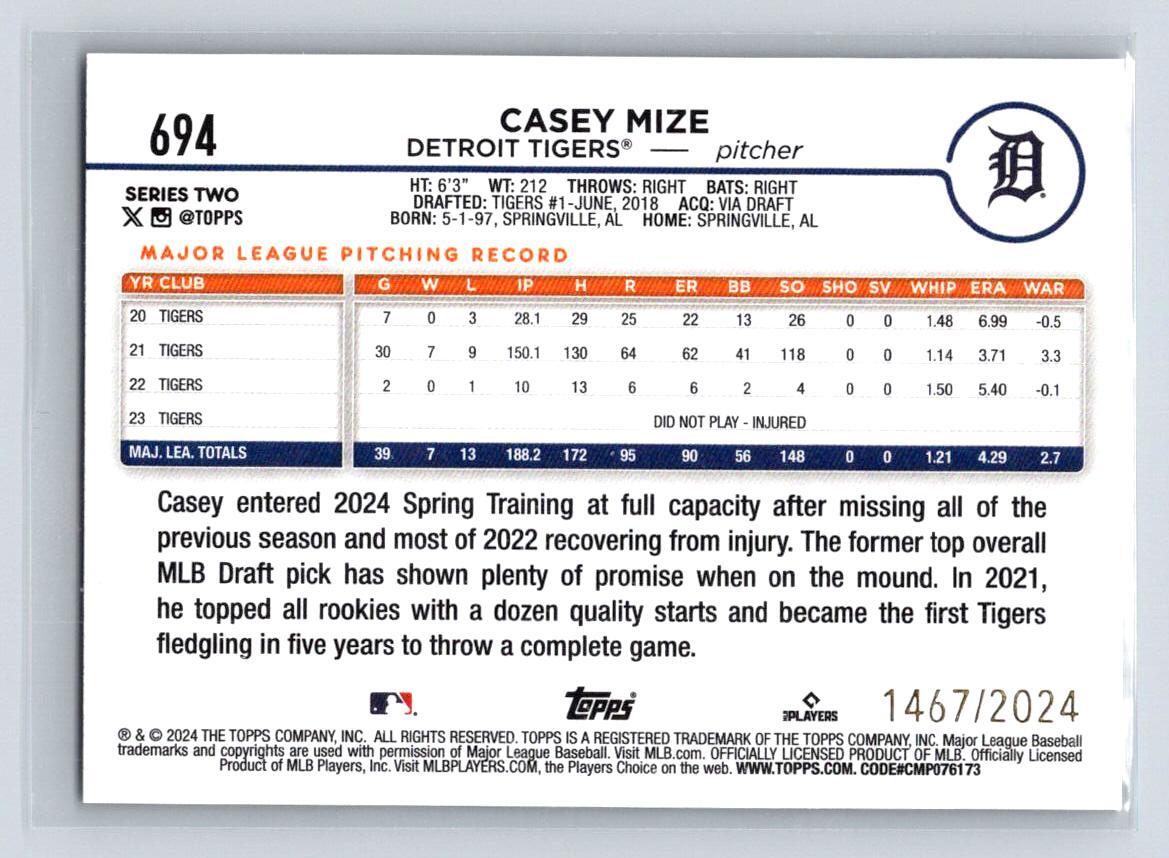 694
CASEY MIZE
DETROIT TIGERS® — pitcher
D
SERIES TWO
X @TOPPS
HT: 6'3" WT: 212 THROWS: RIGHT BATS: RIGHT
DRAFTED: TIGERS #1-JUNE, 2018 ACQ: VIA DRAFT
BORN: 5-1-97, SPRINGVILLE, AL HOME: SPRINGVILLE, AL
MAJOR LEAGUE PITCHING RECORD
YR CLUB G W L IP H R ER BB SO SHO SV WHIP ERA WAR
20 TIGERS 7 0 3 28.1 29 25 22 13 26 0 0 1.48 6.99 -0.5
21 TIGERS 30 7 9 150.1 130 64 62 41 118 0 0 1.14 3.71 3.3
22 TIGERS 2 0 1 10 13 6 6 2 4 0 0 1.50 5.40 -0.1
23 TIGERS DID NOT PLAY - INJURED
MAJ. LEA. TOTALS 39 7 13 188.2 172 95 90 56 148 0 0 1.21 4.29 2.7
Casey entered 2024 Spring Training at full capacity after missing all of the
previous season and most of 2022 recovering from injury. The former top overall
MLB Draft pick has shown plenty of promise when on the mound. In 2021,
he topped all rookies with a dozen quality starts and became the first Tigers
fledgling in five years to throw a complete game.
Topps® MLB PLAYERS 1467/2024
® & © 2024 THE TOPPS COMPANY, INC. ALL RIGHTS RESERVED. TOPPS IS A REGISTERED TRADEMARK OF THE TOPPS COMPANY, INC. Major League Baseball
trademarks and copyrights are used with permission of Major League Baseball. Visit MLB.com. OFFICIALLY LICENSED PRODUCT OF MLB. Officially Licensed
Product of MLB Players, Inc. Visit MLBPLAYERS.COM, the Players Choice on the web. WWW.TOPPS.COM. CODE#CMP076173